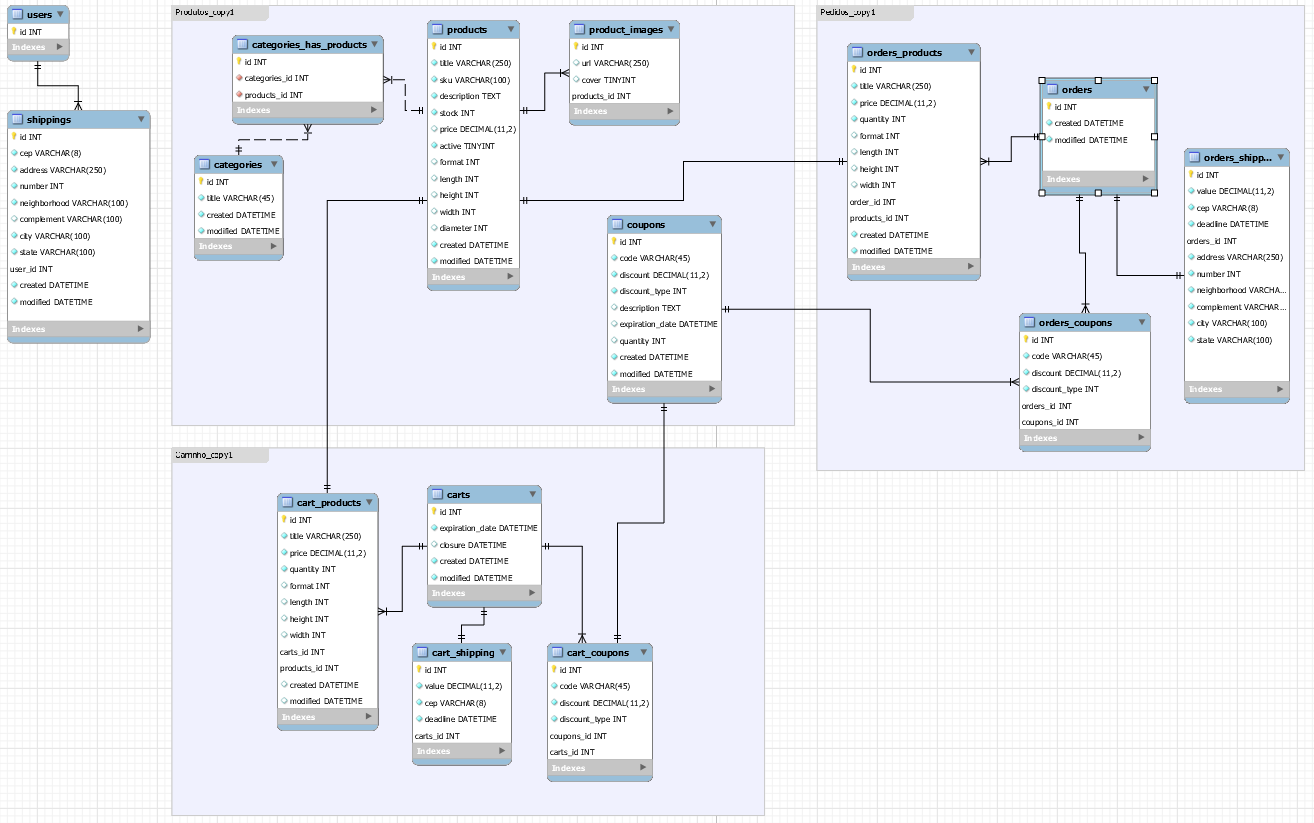 users
id INT
Indexes
shippings
id INT
cep VARCHAR(8)
address VARCHAR(250)
number INT
neighborhood VARCHAR(100)
complement VARCHAR(100)
city VARCHAR(100)
state VARCHAR(100)
user_id INT
created DATETIME
modified DATETIME
Indexes
Produtos_copy1
categories_has_products
id INT
categories_id INT
products_id INT
Indexes
categories
id INT
title VARCHAR(45)
created DATETIME
modified DATETIME
Indexes
products
id INT
title VARCHAR(250)
sku VARCHAR(100)
description TEXT
stock INT
price DECIMAL(11,2)
active TINYINT
format INT
length INT
height INT
width INT
diameter INT
created DATETIME
modified DATETIME
Indexes
product_images
id INT
url VARCHAR(250)
cover TINYINT
products_id INT
Indexes
coupons
id INT
code VARCHAR(45)
discount DECIMAL(11,2)
discount_type INT
description TEXT
expiration_date DATETIME
quantity INT
created DATETIME
modified DATETIME
Indexes
Pedidos_copy1
orders_products
id INT
title VARCHAR(250)
price DECIMAL(11,2)
quantity INT
format INT
length INT
height INT
width INT
order_id INT
products_id INT
created DATETIME
modified DATETIME
Indexes
orders
id INT
created DATETIME
modified DATETIME
Indexes
orders_shipp...
id INT
value DECIMAL(11,2)
cep VARCHAR(8)
deadline DATETIME
orders_id INT
address VARCHAR(250)
number INT
neighborhood VARCHA...
complement VARCHAR...
city VARCHAR(100)
state VARCHAR(100)
Indexes
orders_coupons
id INT
code VARCHAR(45)
discount DECIMAL(11,2)
discount_type INT
orders_id INT
coupons_id INT
Indexes
Carrinho_copy1
cart_products
id INT
title VARCHAR(250)
price DECIMAL(11,2)
quantity INT
format INT
length INT
height INT
width INT
carts_id INT
products_id INT
created DATETIME
modified DATETIME
Indexes
carts
id INT
expiration_date DATETIME
closure DATETIME
created DATETIME
modified DATETIME
Indexes
cart_shipping
id INT
value DECIMAL(11,2)
cep VARCHAR(8)
deadline DATETIME
carts_id INT
Indexes
cart_coupons
id INT
code VARCHAR(45)
discount DECIMAL(11,2)
discount_type INT
coupons_id INT
carts_id INT
Indexes